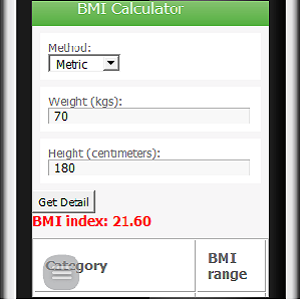 BMI Calculator
Method:
Metric
Weight (kgs):
70
Height (centimeters):
180
Get Detail
BMI index: 21.60
Category BMI
range